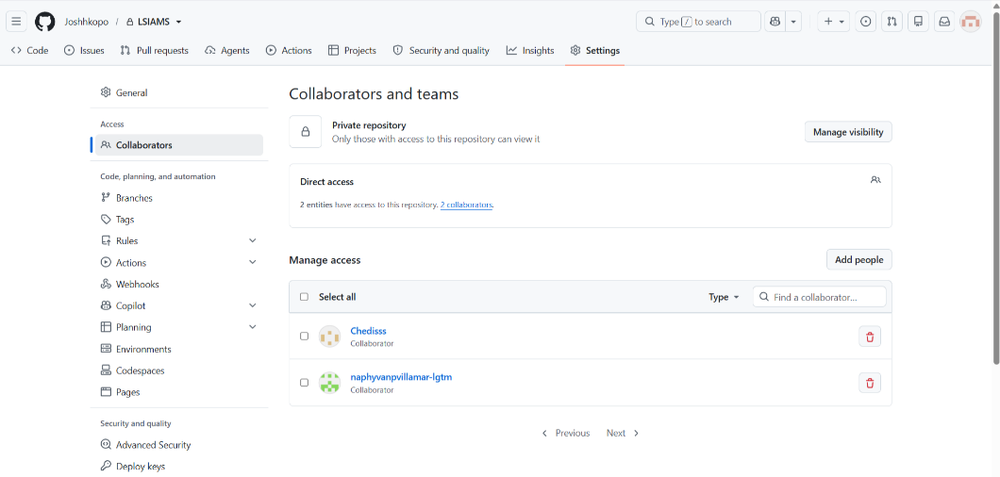 Joshhkopo / LSIAMS
Type / to search
Code Issues Pull requests Agents Actions Projects Security and quality Insights Settings
General
Access
Collaborators
Code, planning, and automation
Branches
Tags
Rules
Actions
Webhooks
Copilot
Planning
Environments
Codespaces
Pages
Security and quality
Advanced Security
Deploy keys
Collaborators and teams
Private repository
Only those with access to this repository can view it
Manage visibility
Direct access
2 entities have access to this repository. 2 collaborators.
Manage access
Add people
Select all
Type
Find a collaborator...
Chedisss
Collaborator
naphyvanpvillamar-lgtm
Collaborator
Previous Next